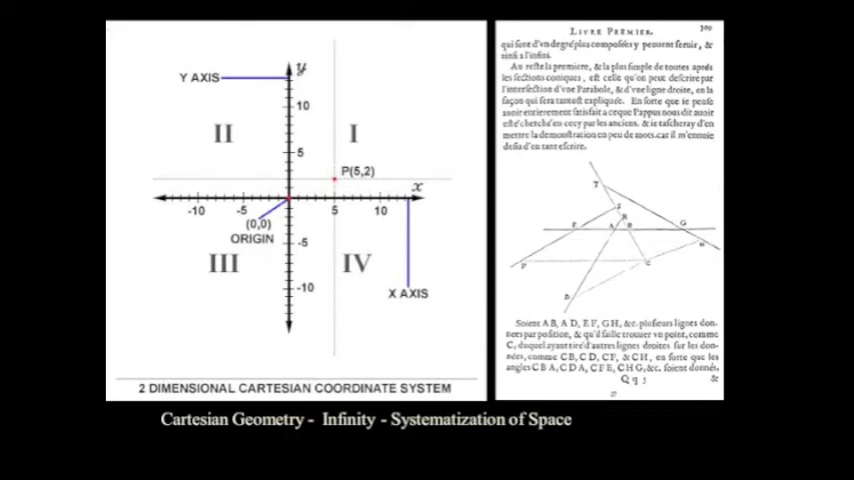 Y AXIS
y
10
II
I
5
P(5,2)
x
-10
-5
5
10
(0,0)
ORIGIN
-5
III
IV
-10
X AXIS
2 DIMENSIONAL CARTESIAN COORDINATE SYSTEM
LIVRE PREMIER. 309
qui sont d'vn degré plus composées y peuuent seruir, &
ainsi a l'infini.
Au reste la premiere, & la plus simple de toutes aprés
les sections coniques, est celle qu'on peut descrire par
l'intersection d'vne Parabole, & d'vne ligne droite, en la
façon qui sera tantost expliquée. En sorte que ie pense
auoir entierement satisfait a ceque Pappus nous dit auoir
esté cherché en cecy par les anciens. & ie tascheray d'en
mettre la demonstration en peu de mots. car il m'ennuie
desia d'en tant escrire.
T
S
R
E A B G
H
F C
D
Soient AB, AD, EF, GH, &c. plusieurs lignes don-
nées par position, & qu'il faille trouuer vn point, comme
C, duquel ayant tiré d'autres lignes droites sur les don-
nées, comme CB, CD, CF, & CH, en sorte que les
angles CBA, CDA, CFE, CHG, &c. soient donnés,
Qq 3 &
Cartesian Geometry - Infinity - Systematization of Space